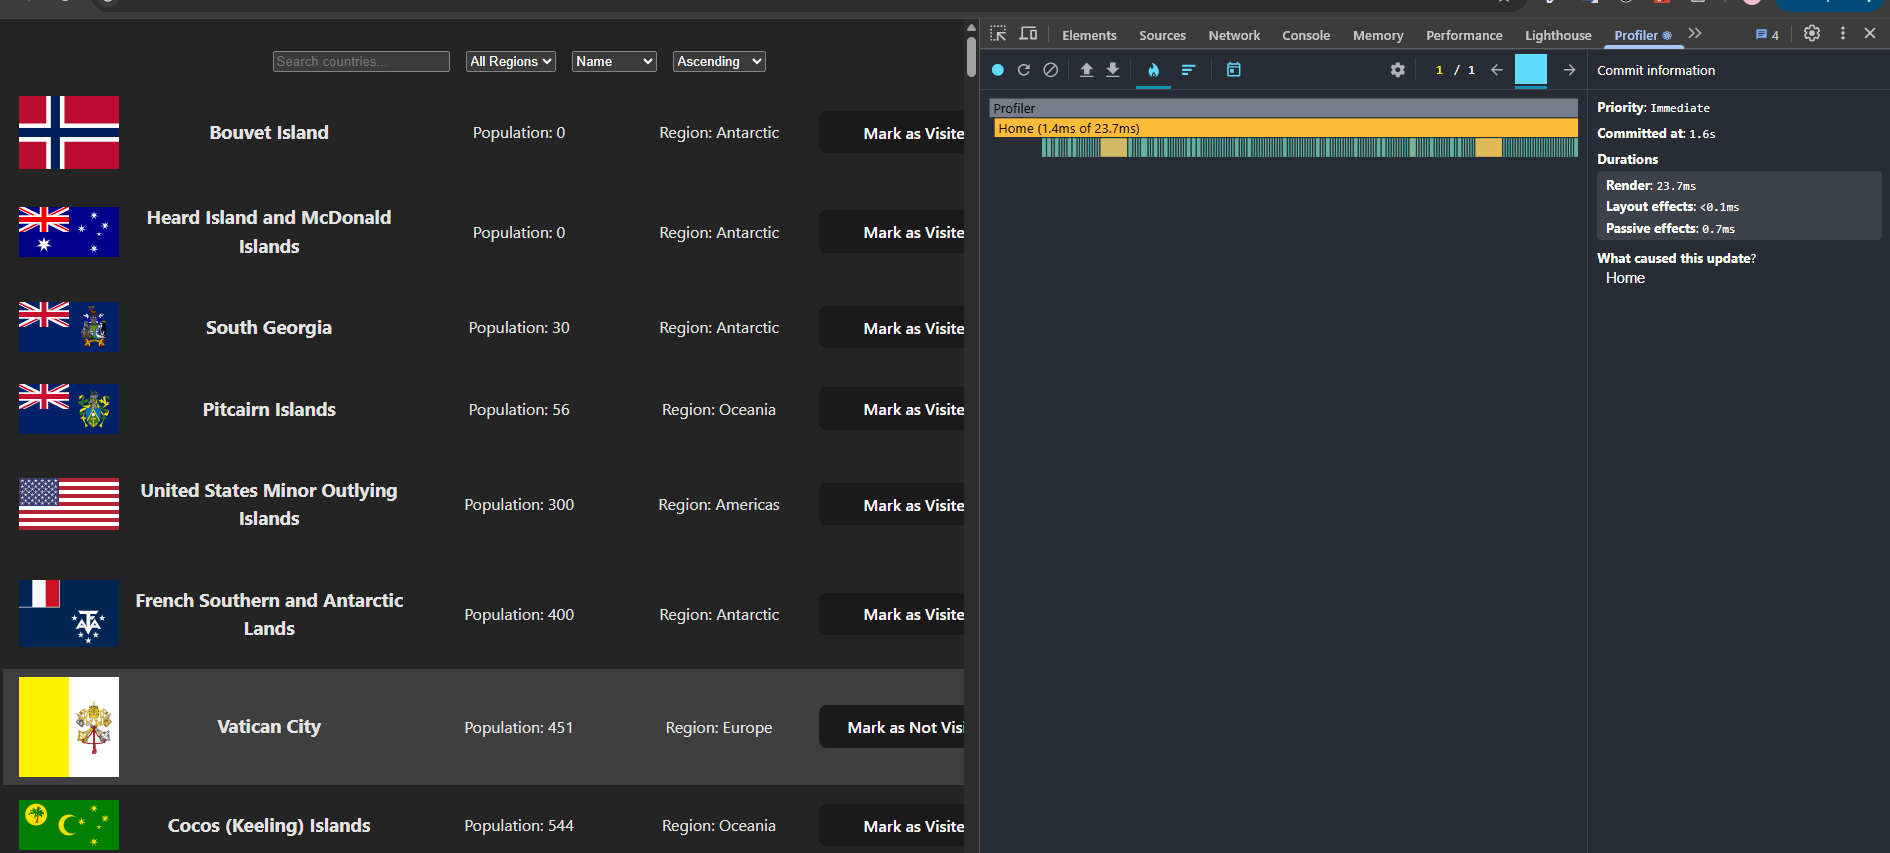 Elements
Sources
Network
Console
Memory
Performance
Lighthouse
Profiler
4
Search countries...
All Regions
Name
Ascending
1 / 1
Commit information
Profiler
Home (1.4ms of 23.7ms)
Priority: Immediate
Committed at: 1.6s
Durations
Render: 23.7ms
Layout effects: <0.1ms
Passive effects: 0.7ms
What caused this update?
Home
Bouvet Island
Population: 0
Region: Antarctic
Mark as Visite
Heard Island and McDonald
Islands
Population: 0
Region: Antarctic
Mark as Visite
South Georgia
Population: 30
Region: Antarctic
Mark as Visite
Pitcairn Islands
Population: 56
Region: Oceania
Mark as Visite
United States Minor Outlying
Islands
Population: 300
Region: Americas
Mark as Visite
French Southern and Antarctic
Lands
Population: 400
Region: Antarctic
Mark as Visite
Vatican City
Population: 451
Region: Europe
Mark as Not Visi
Cocos (Keeling) Islands
Population: 544
Region: Oceania
Mark as Visite